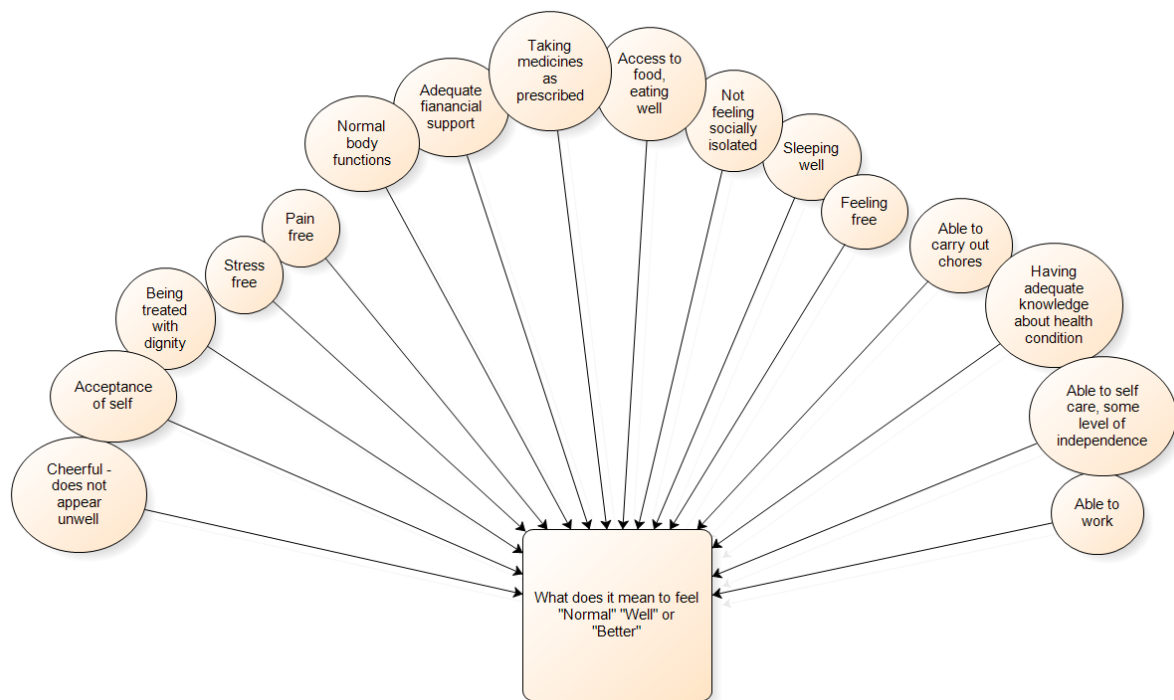 Taking
medicines
as
prescribed
Access to
food,
eating
well
Adequate
fianancial
support
Not
feeling
socially
isolated
Normal
body
functions
Sleeping
well
Feeling
free
Pain
free
Able to
carry out
chores
Stress
free
Having
adequate
knowledge
about health
condition
Being
treated
with
dignity
Acceptance
of self
Able to self
care, some
level of
independence
Cheerful -
does not
appear
unwell
Able to
work
What does it mean to feel
"Normal" "Well" or
"Better"